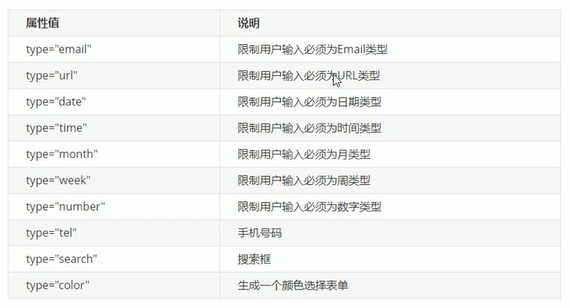 属性值 说明
type="email" 限制用户输入必须为Email类型
type="url" 限制用户输入必须为URL类型
type="date" 限制用户输入必须为日期类型
type="time" 限制用户输入必须为时间类型
type="month" 限制用户输入必须为月类型
type="week" 限制用户输入必须为周类型
type="number" 限制用户输入必须为数字类型
type="tel" 手机号码
type="search" 搜索框
type="color" 生成一个颜色选择表单